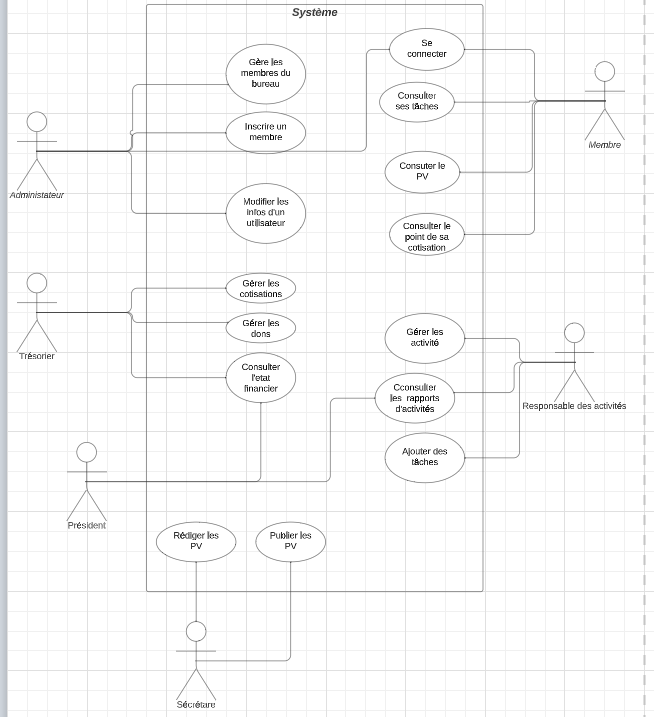 Système
Gère les
membres du
bureau
Inscrire un
membre
Modifier les
infos d'un
utilisateur
Administateur
Se
connecter
Consulter
ses tâches
Consuter le
PV
Consulter le
point de sa
cotisation
Membre
Gèrer les
cotisations
Gérer les
dons
Consulter
l'etat
financier
Trésorier
Gérer les
activité
Cconsulter
les rapports
d'activités
Ajouter des
tâches
Responsable des activités
Président
Rédiger les
PV
Publier les
PV
Sécrétare